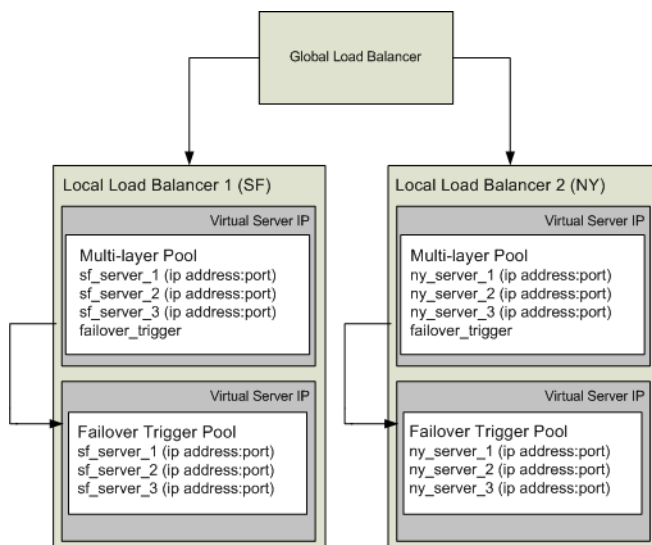 Global Load Balancer
Local Load Balancer 1 (SF)
Virtual Server IP
Multi-layer Pool
sf_server_1 (ip address:port)
sf_server_2 (ip address:port)
sf_server_3 (ip address:port)
failover_trigger
Virtual Server IP
Failover Trigger Pool
sf_server_1 (ip address:port)
sf_server_2 (ip address:port)
sf_server_3 (ip address:port)
Local Load Balancer 2 (NY)
Virtual Server IP
Multi-layer Pool
ny_server_1 (ip address:port)
ny_server_2 (ip address:port)
ny_server_3 (ip address:port)
failover_trigger
Virtual Server IP
Failover Trigger Pool
ny_server_1 (ip address:port)
ny_server_2 (ip address:port)
ny_server_3 (ip address:port)